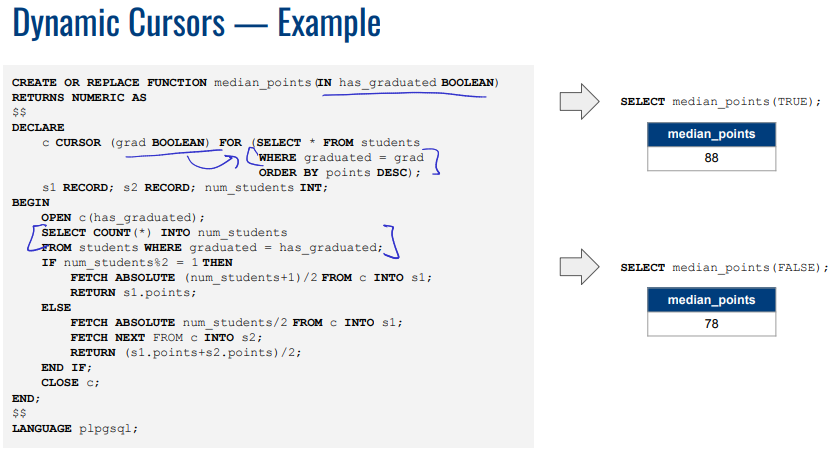 Dynamic Cursors — Example
CREATE OR REPLACE FUNCTION median_points(IN has_graduated BOOLEAN)
RETURNS NUMERIC AS
$$
DECLARE
c CURSOR (grad BOOLEAN) FOR (SELECT * FROM students
WHERE graduated = grad
ORDER BY points DESC);
s1 RECORD; s2 RECORD; num_students INT;
BEGIN
OPEN c(has_graduated);
SELECT COUNT(*) INTO num_students
FROM students WHERE graduated = has_graduated;
IF num_students%2 = 1 THEN
FETCH ABSOLUTE (num_students+1)/2 FROM c INTO s1;
RETURN s1.points;
ELSE
FETCH ABSOLUTE num_students/2 FROM c INTO s1;
FETCH NEXT FROM c INTO s2;
RETURN (s1.points+s2.points)/2;
END IF;
CLOSE c;
END;
$$
LANGUAGE plpgsql;
SELECT median_points(TRUE);
median_points
88
SELECT median_points(FALSE);
median_points
78